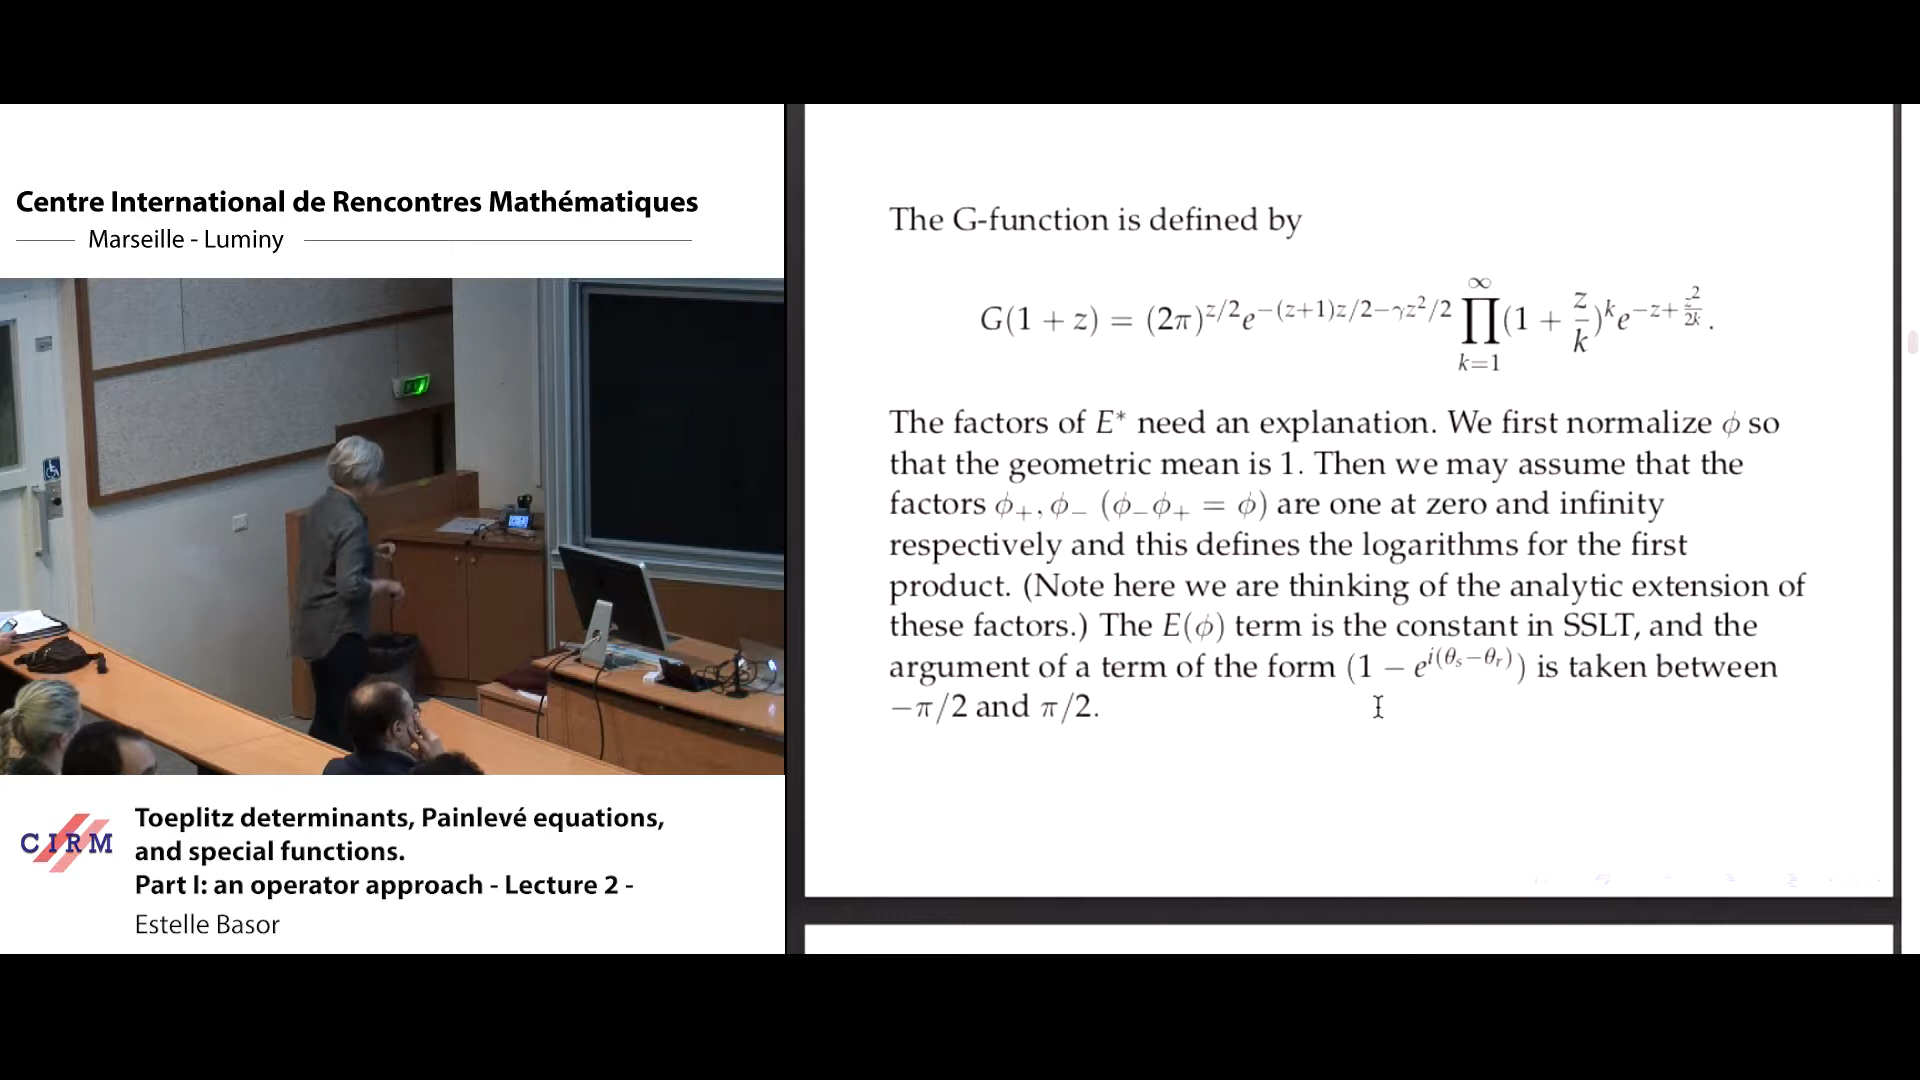 Centre International de Rencontres Mathématiques
Marseille - Luminy
CIRM
Toeplitz determinants, Painlevé equations,
and special functions.
Part I: an operator approach - Lecture 2 -
Estelle Basor
The G-function is defined by
G(1 + z) = (2π)^{z/2} e^{-(z+1)z/2-γz^2/2} ∏_{k=1}^{∞} (1 + z/k)^k e^{-z+z^2/2k}.
The factors of E* need an explanation. We first normalize ϕ so
that the geometric mean is 1. Then we may assume that the
factors ϕ₊, ϕ₋ (ϕ₋ϕ₊ = ϕ) are one at zero and infinity
respectively and this defines the logarithms for the first
product. (Note here we are thinking of the analytic extension of
these factors.) The E(ϕ) term is the constant in SSLT, and the
argument of a term of the form (1 − e^{i(θ_s−θ_r)}) is taken between
−π/2 and π/2.